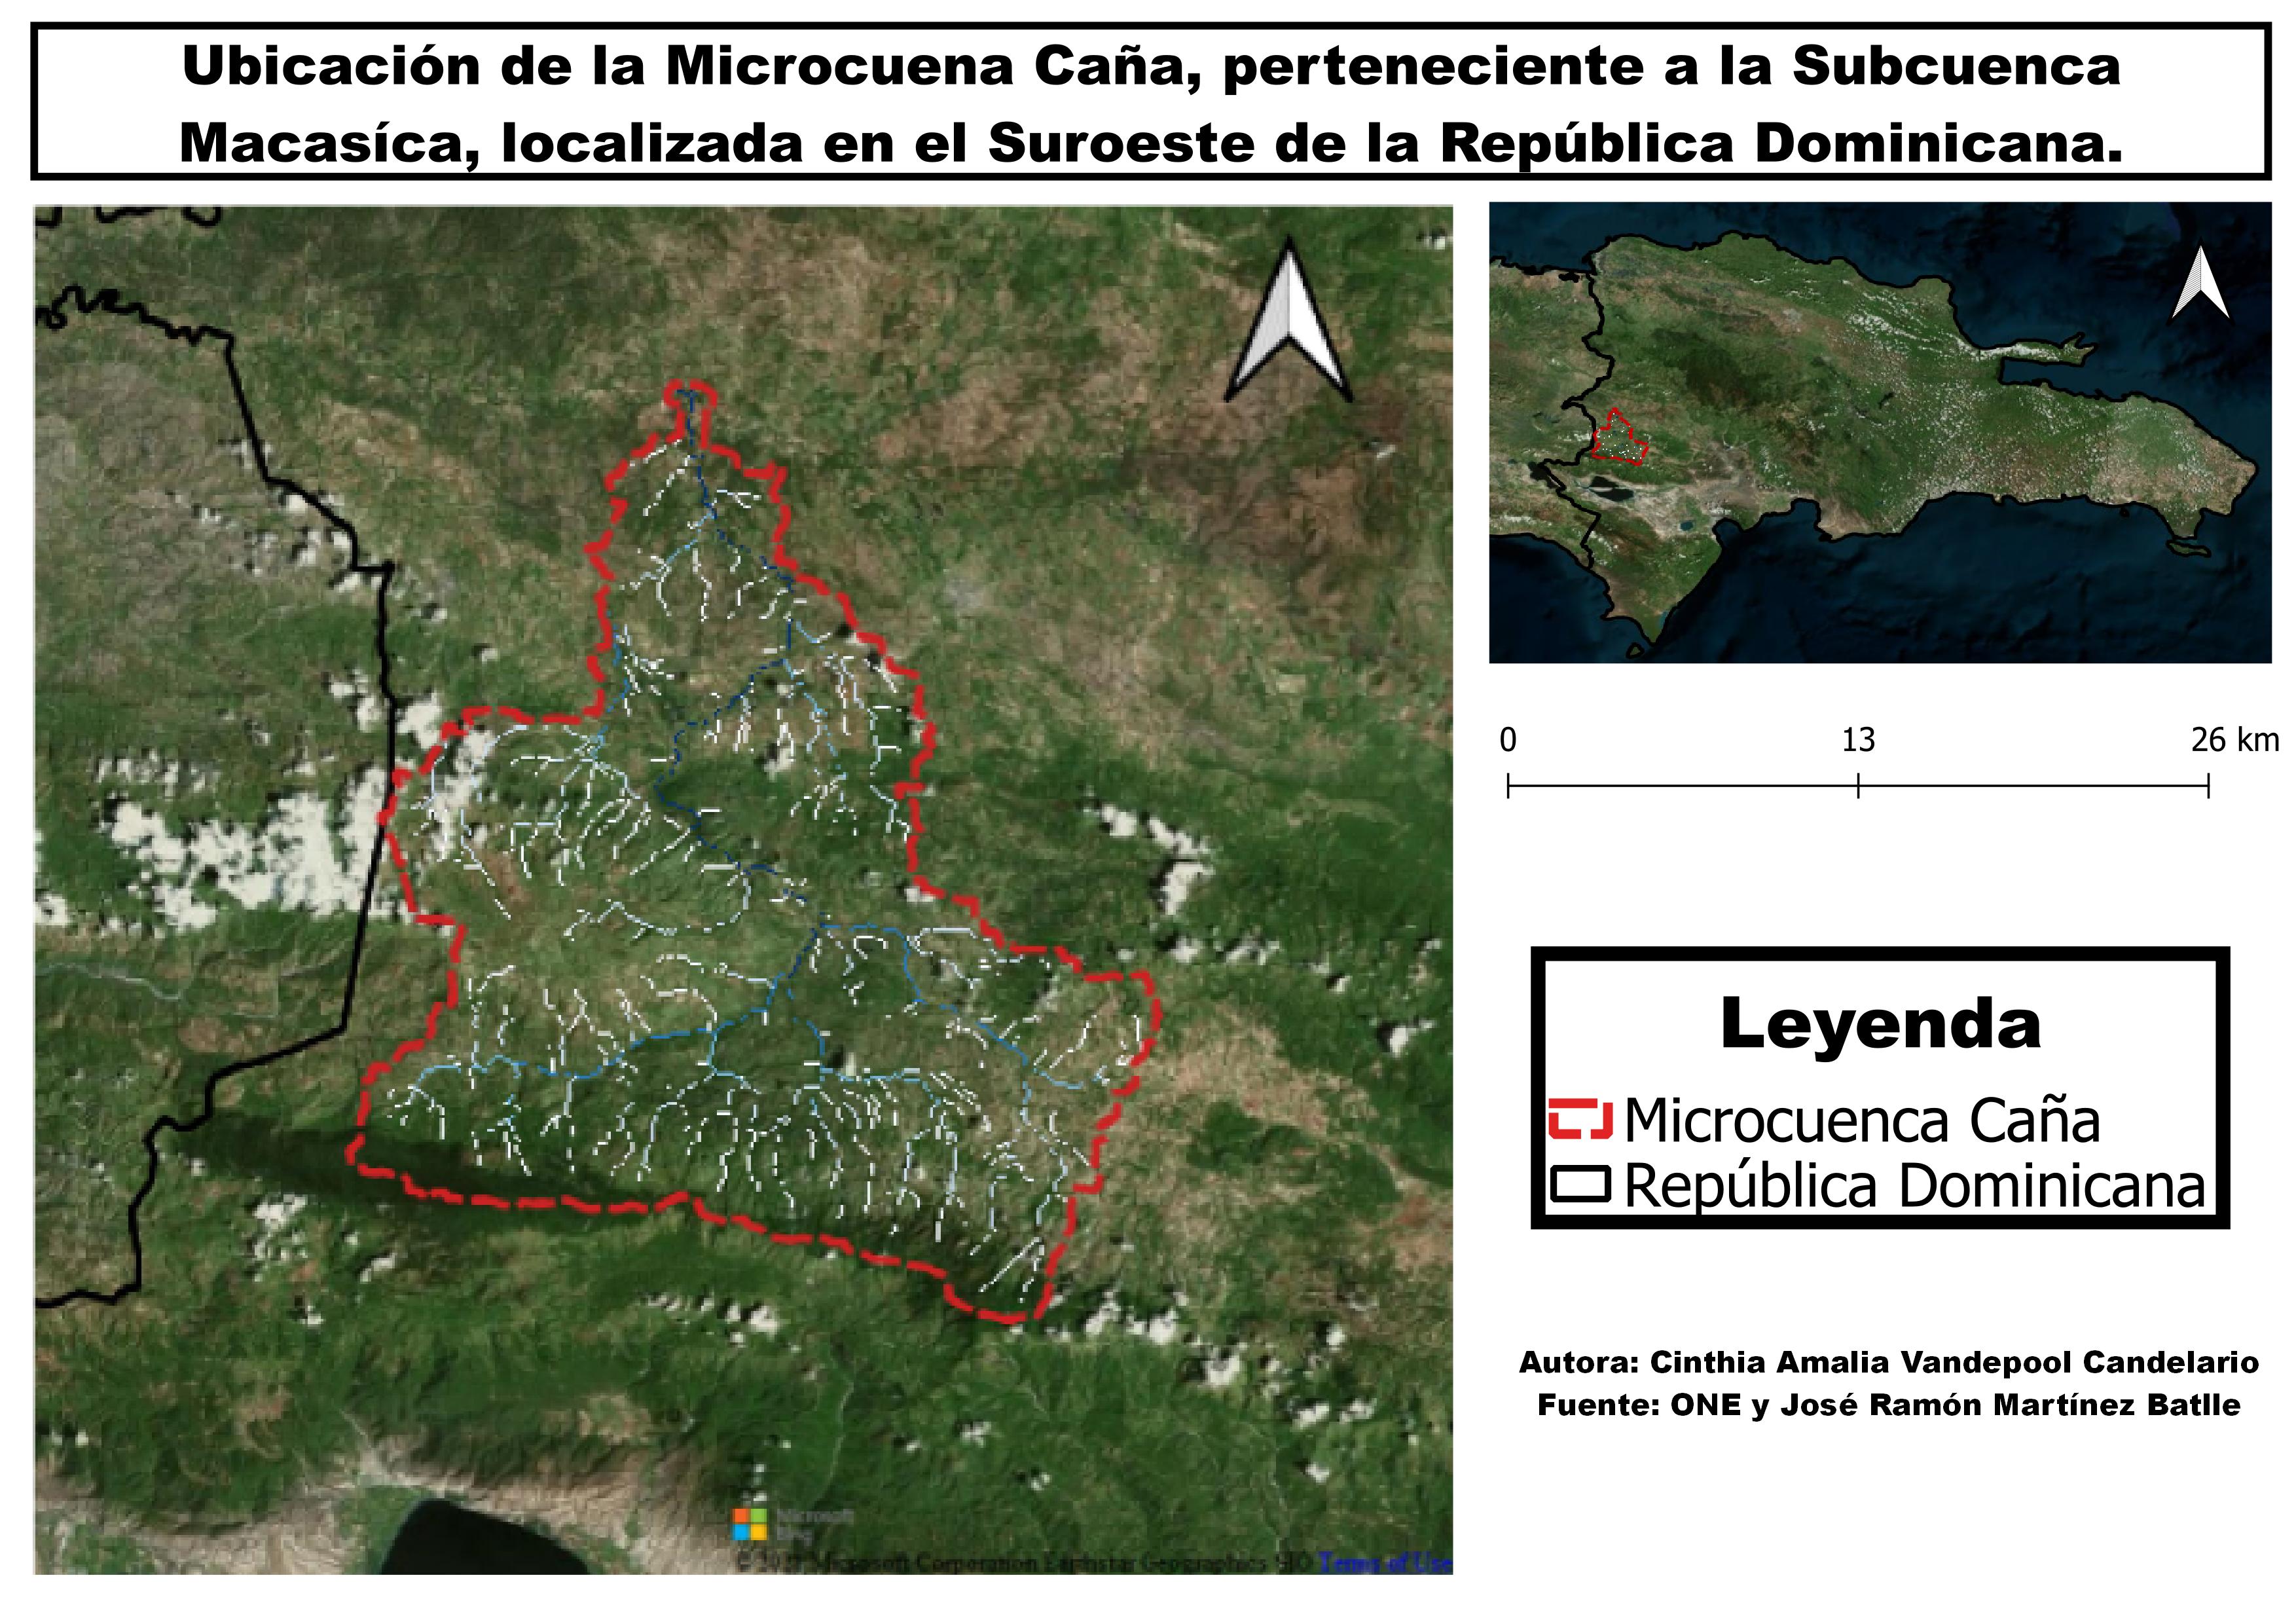 Ubicación de la Microcuena Caña, perteneciente a la Subcuenca
Macasíca, localizada en el Suroeste de la República Dominicana.
0 13 26 km
Leyenda
Microcuenca Caña
República Dominicana
Autora: Cinthia Amalia Vandepool Candelario
Fuente: ONE y José Ramón Martínez Batlle
Microsoft
Bing
Microsoft Corporation Earthstar Geographics SIO Terms of Use